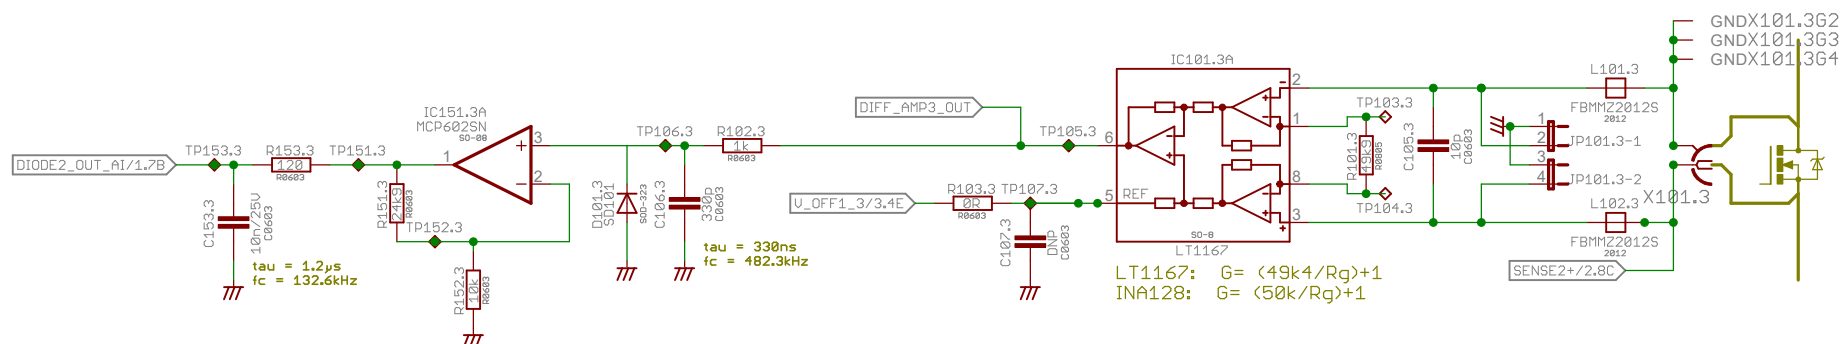 DIODE2_OUT_AI/1.7B
TP153.3
C153.3
10n/25V
C0603
R153.3
120
R0603
tau = 1.2µs
fc = 132.6kHz
TP151.3
R151.3
24k9
R0603
TP152.3
IC151.3A
MCP602SN
SO-08
1
3
2
+
−
R152.3
10k
R0603
D101.3
SD101
SOD-323
TP106.3
C106.3
330p
C0603
tau = 330ns
fc = 482.3kHz
R102.3
1k
R0603
DIFF_AMP3_OUT
V_OFF1_3/3.4E
R103.3
0R
R0603
TP107.3
C107.3
DNP
C0603
TP105.3
6
5
REF
IC101.3A
SO-8
LT1167
2
1
8
3
LT1167: G= (49k4/Rg)+1
INA128: G= (50k/Rg)+1
TP103.3
R101.3
49k9
R0805
TP104.3
C105.3
10p
C0603
1
2
3
4
JP101.3-1
JP101.3-2
L101.3
FBMMZ2012S
2012
L102.3
FBMMZ2012S
2012
SENSE2+/2.8C
X101.3
GNDX101.3G2
GNDX101.3G3
GNDX101.3G4